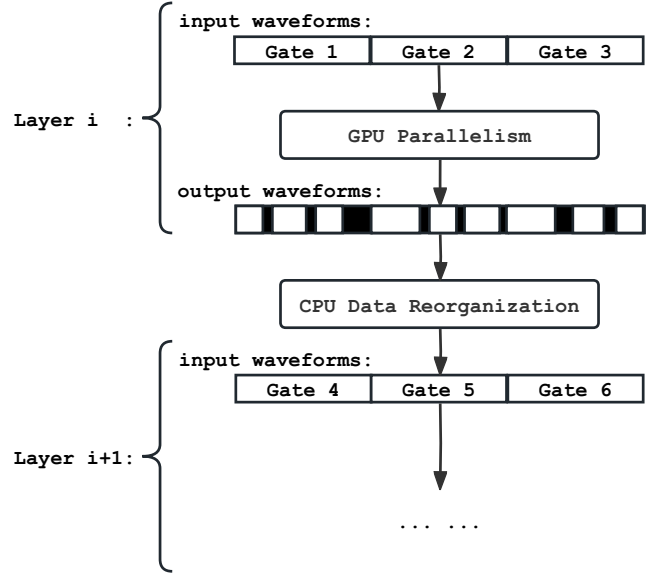 input waveforms:
Gate 1 Gate 2 Gate 3
Layer i :
GPU Parallelism
output waveforms:
CPU Data Reorganization
input waveforms:
Gate 4 Gate 5 Gate 6
Layer i+1:
... ...